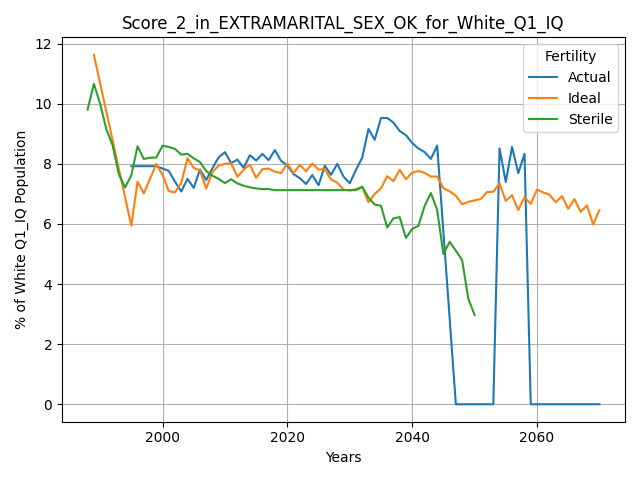 Score_2_in_EXTRAMARITAL_SEX_OK_for_White_Q1_IQ
Fertility
Actual
Ideal
Sterile
% of White Q1_IQ Population
12
10
8
6
4
2
0
2000 2020 2040 2060
Years